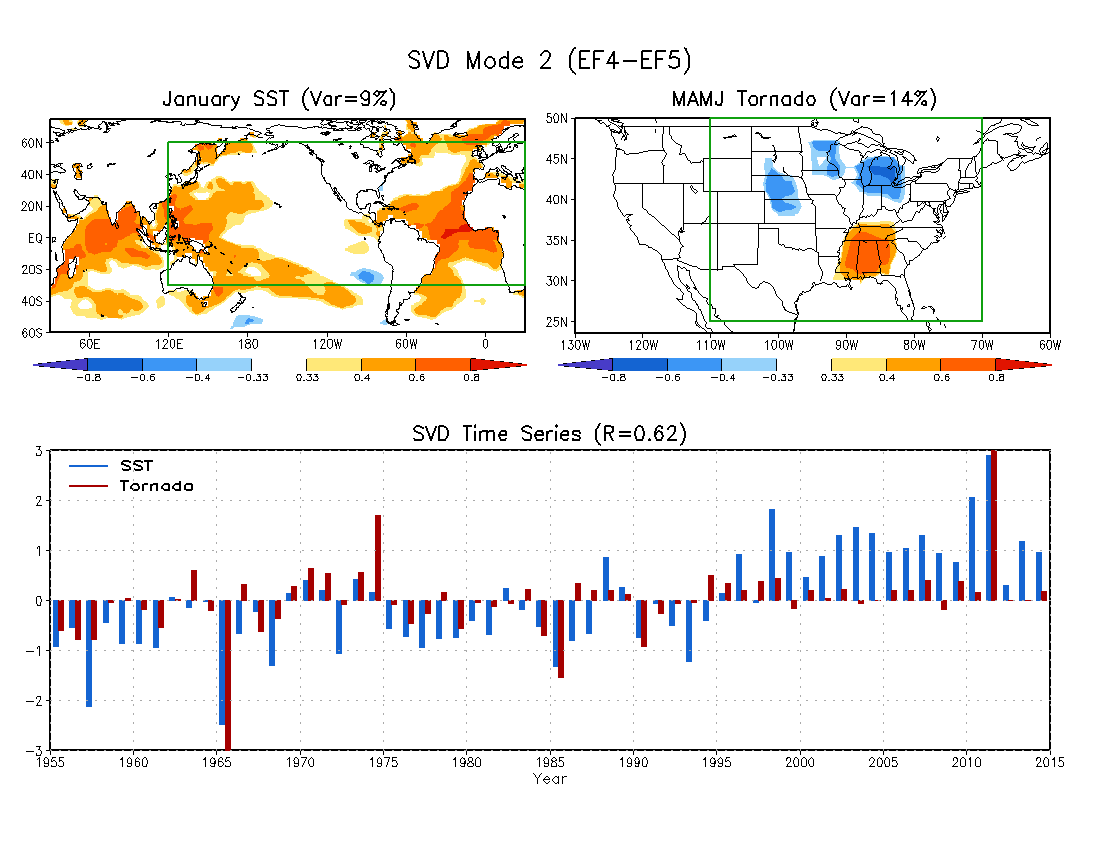 SVD Mode 2 (EF4-EF5)
January SST (Var=9%)
MAMJ Tornado (Var=14%)
60N
40N
20N
EQ
20S
40S
60S
60E 120E 180 120W 60W 0
-0.8 -0.6 -0.4 -0.33 0.33 0.4 0.6 0.8
50N
45N
40N
35N
30N
25N
130W 120W 110W 100W 90W 80W 70W 60W
-0.8 -0.6 -0.4 -0.33 0.33 0.4 0.6 0.8
SVD Time Series (R=0.62)
SST
Tornado
3
2
1
0
-1
-2
-3
1955 1960 1965 1970 1975 1980 1985 1990 1995 2000 2005 2010 2015
Year